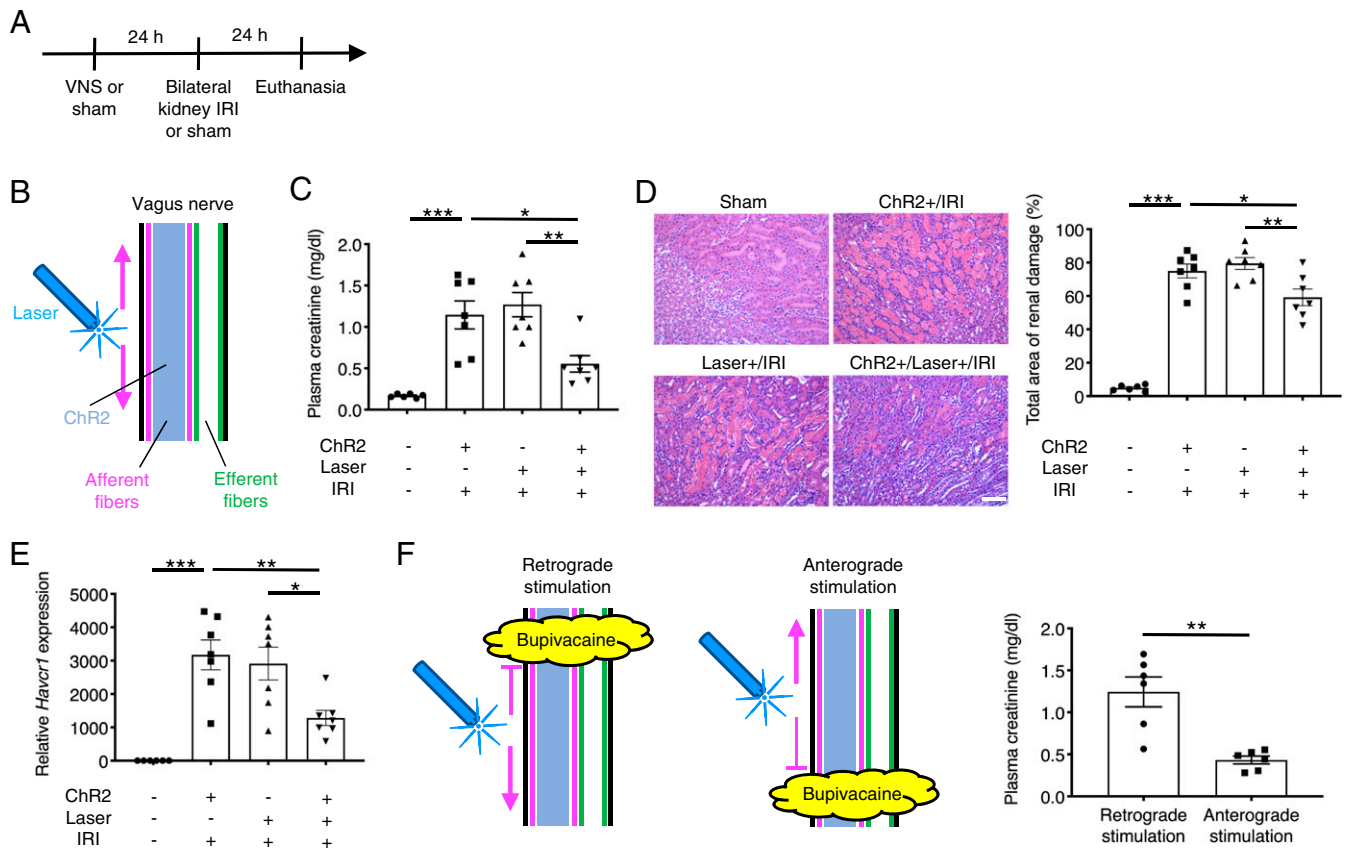 A
24 h
24 h
VNS or
sham
Bilateral
kidney IRI
or sham
Euthanasia
B
Vagus nerve
Laser
ChR2
Afferent
fibers
Efferent
fibers
C
***
*
**
Plasma creatinine (mg/dl)
2.0
1.5
1.0
0.5
0.0
ChR2 - + - +
Laser - - + +
IRI - + + +
D
Sham
ChR2+/IRI
Laser+/IRI
ChR2+/Laser+/IRI
***
*
**
Total area of renal damage (%)
100
80
60
40
20
0
ChR2 - + - +
Laser - - + +
IRI - + + +
E
***
**
*
Relative Havcr1 expression
5000
4000
3000
2000
1000
0
ChR2 - + - +
Laser - - + +
IRI - + + +
F
Retrograde
stimulation
Bupivacaine
Anterograde
stimulation
Bupivacaine
**
Plasma creatinine (mg/dl)
2.0
1.5
1.0
0.5
0.0
Retrograde
stimulation
Anterograde
stimulation